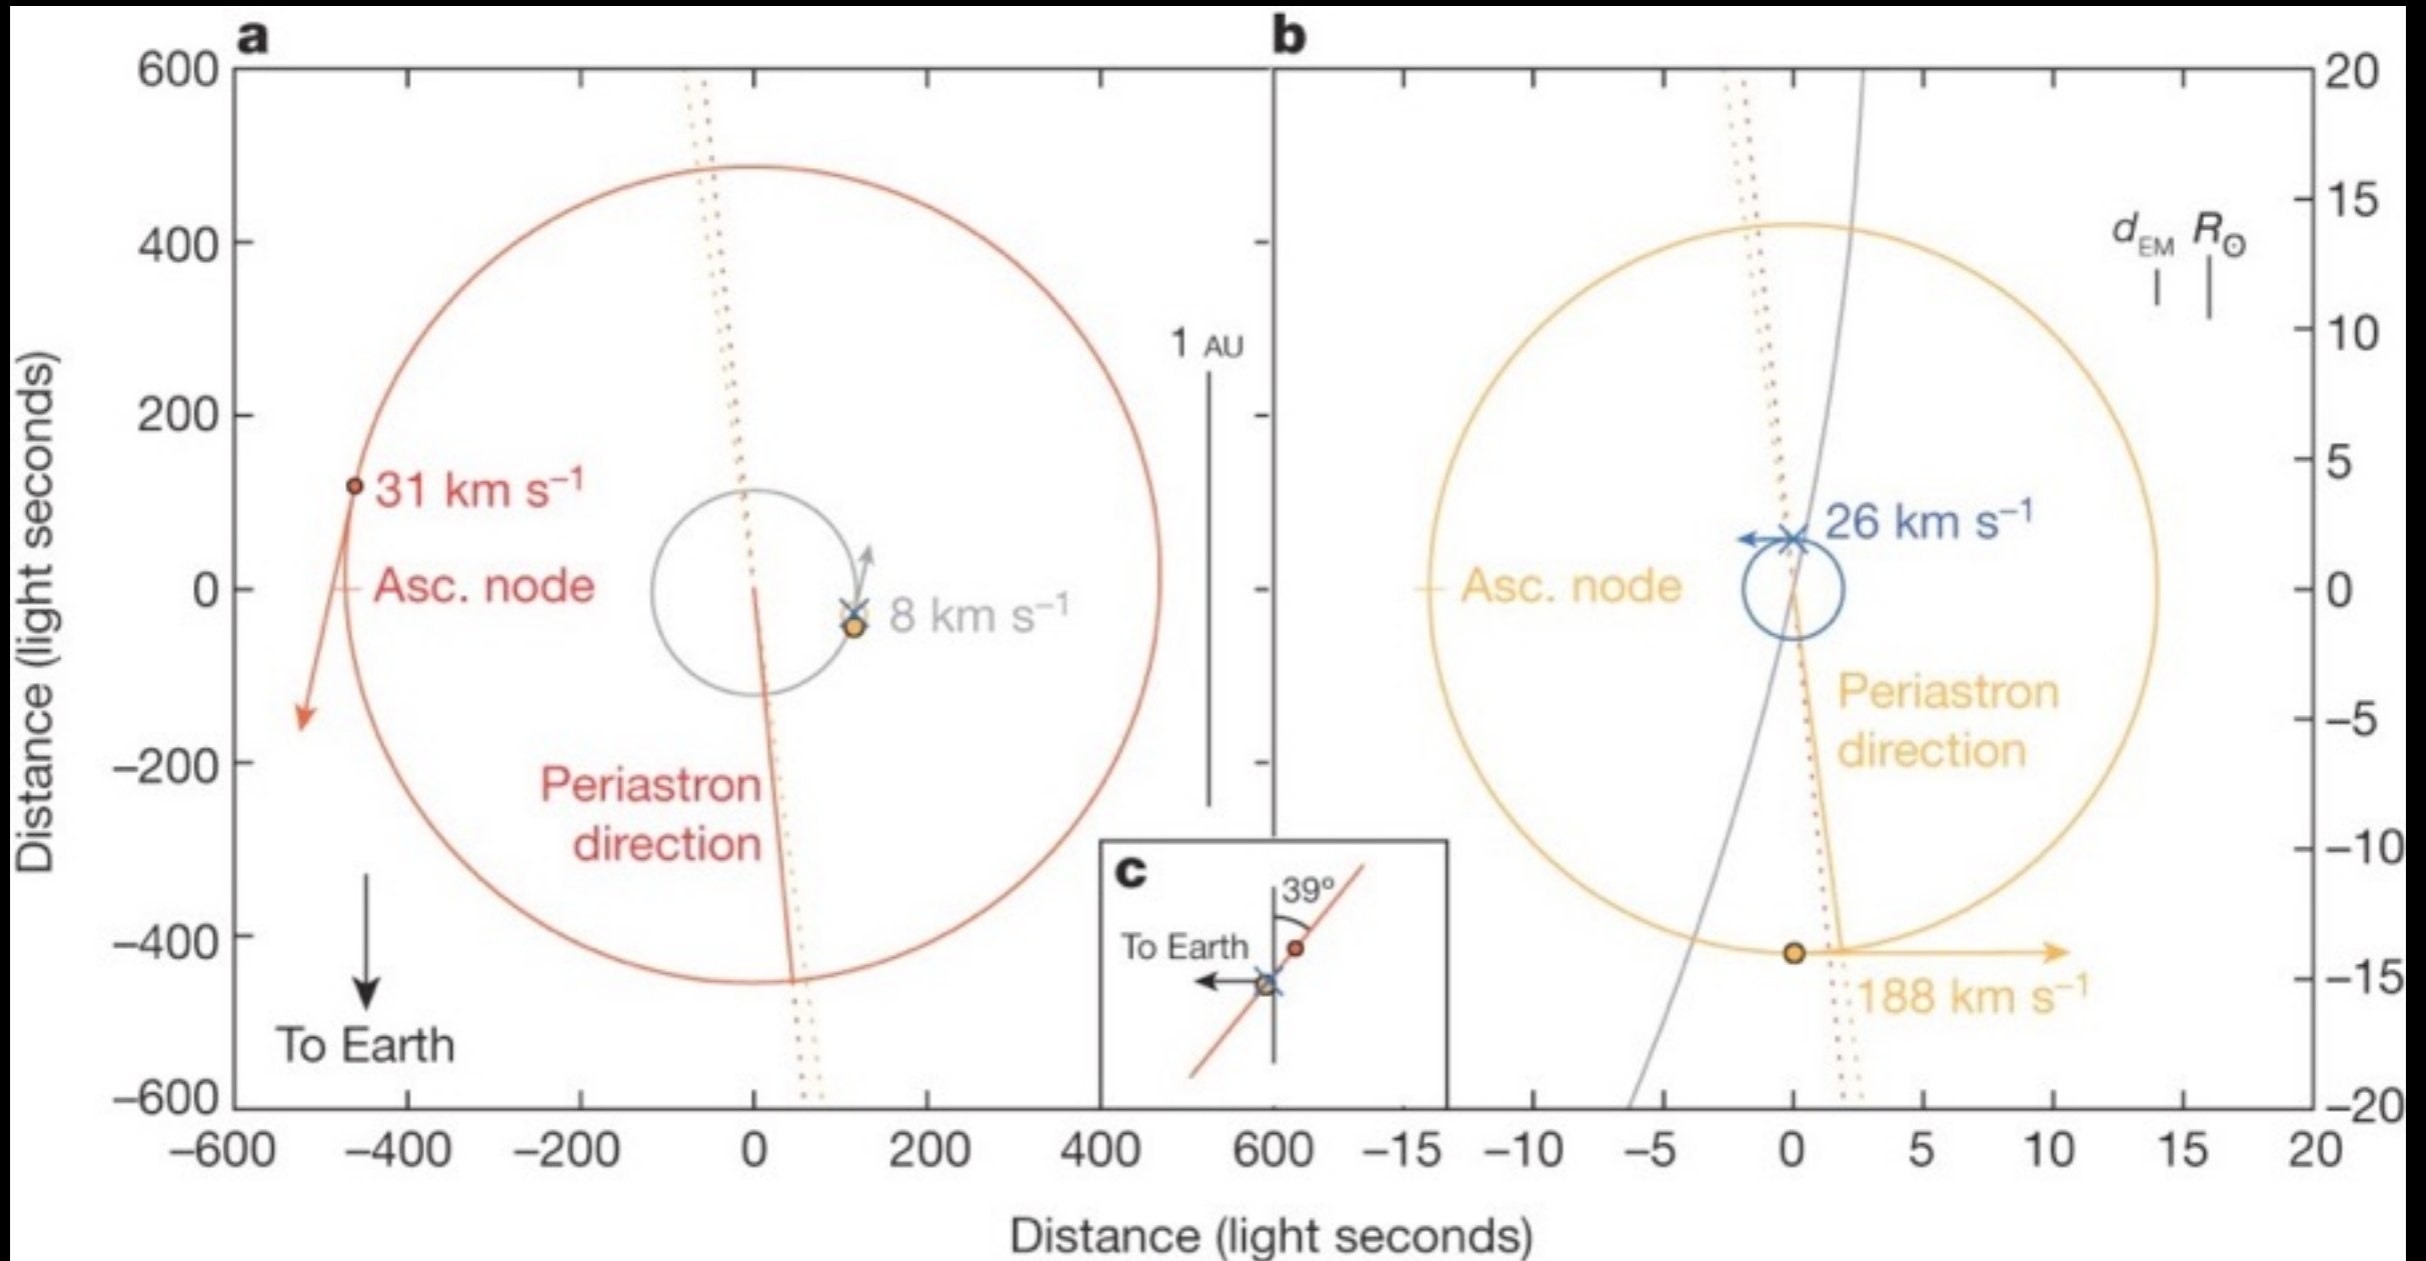 a
b
600
400
200
0
–200
–400
–600
Distance (light seconds)
31 km s⁻¹
Asc. node
8 km s⁻¹
Periastron
direction
To Earth
1 AU
c
39°
To Earth
20
15
10
5
0
–5
–10
–15
–20
d_EM R_⊙
26 km s⁻¹
Asc. node
Periastron
direction
188 km s⁻¹
–600 –400 –200 0 200 400 600 –15 –10 –5 0 5 10 15 20
Distance (light seconds)